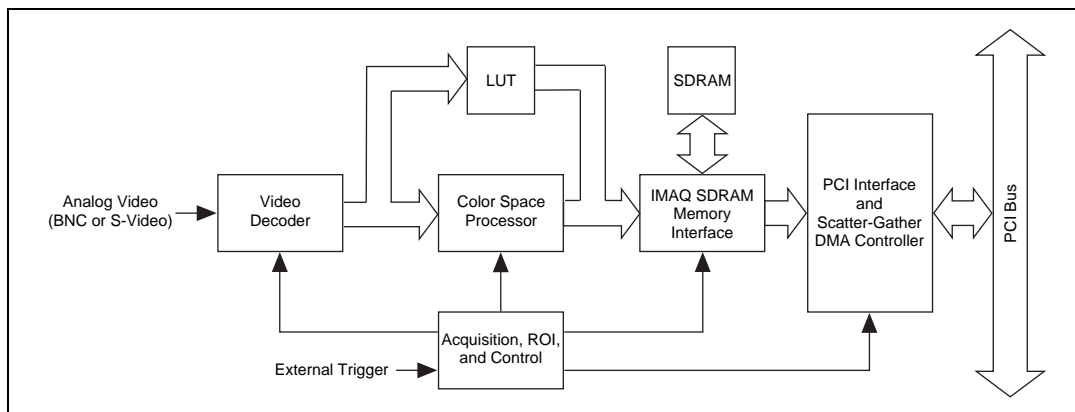 LUT
SDRAM
Analog Video
(BNC or S-Video)
Video
Decoder
Color Space
Processor
IMAQ SDRAM
Memory
Interface
PCI Interface
and
Scatter-Gather
DMA Controller
PCI Bus
Acquisition, ROI,
and Control
External Trigger